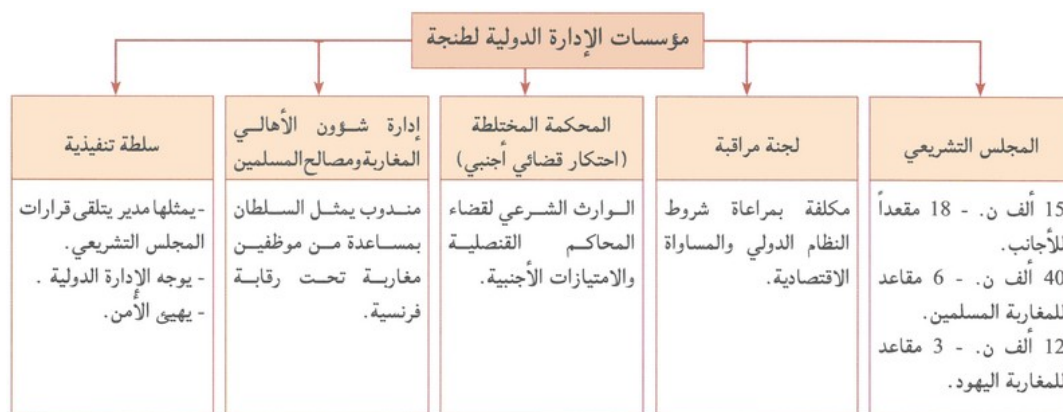 مؤسسات الإدارة الدولية لطنجة
المجلس التشريعي
15 ألف ن. - 18 مقعداً
للأجانب.
40 ألف ن. - 6 مقاعد
للمغاربة المسلمين.
12 ألف ن. - 3 مقاعد
للمغاربة اليهود.
لجنة مراقبة
مكلفة بمراعاة شروط
النظام الدولي والمساواة
الاقتصادية.
المحكمة المختلطة
(احتكار قضائي أجنبي)
الوارث الشرعي لقضاء
المحاكم القنصلية
والامتيازات الأجنبية.
إدارة شؤون الأهالي
المغاربة ومصالح المسلمين
مندوب يمثل السلطان
بمساعدة من موظفين
مغاربة تحت رقابة
فرنسية.
سلطة تنفيذية
-يمثلها مدير يتلقى قرارات
المجلس التشريعي.
- يوجه الإدارة الدولية .
- يهيئ الأمن.